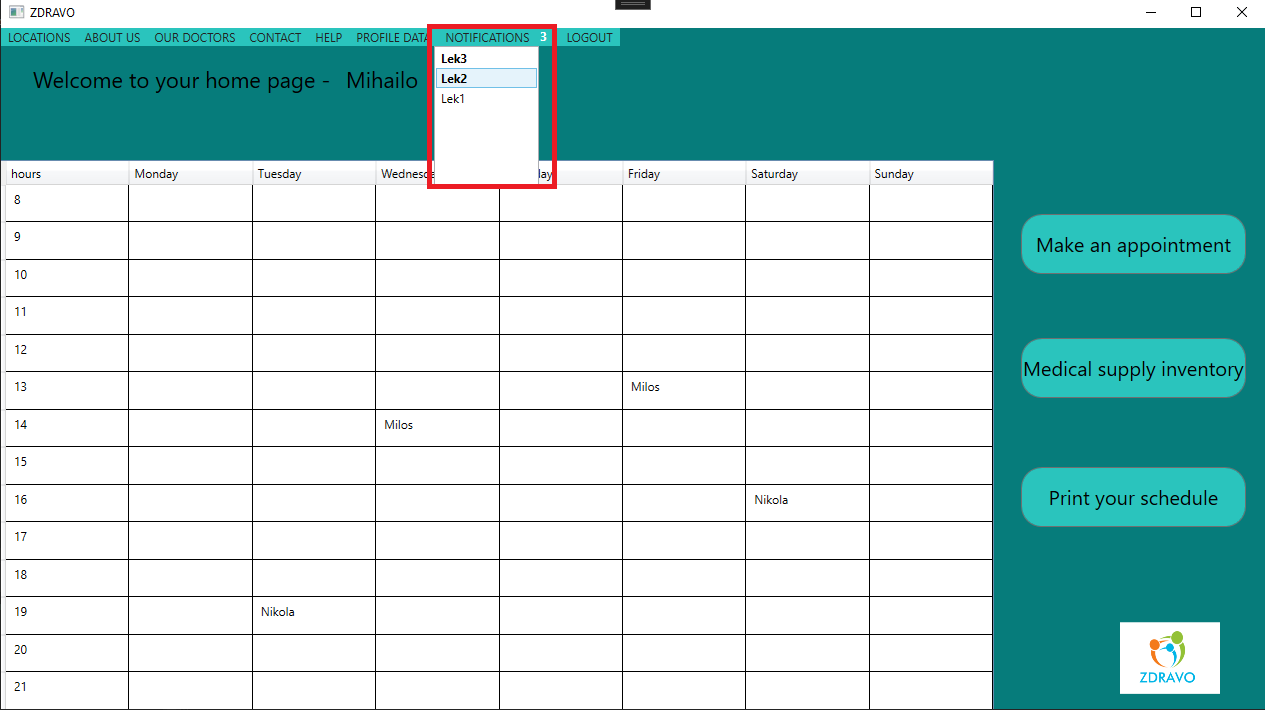 ZDRAVO
LOCATIONS ABOUT US OUR DOCTORS CONTACT HELP PROFILE DATA NOTIFICATIONS 3 LOGOUT
Welcome to your home page - Mihailo
Lek3
Lek2
Lek1
hours Monday Tuesday Wednesda ay Friday Saturday Sunday
8
9
10
11
12
13 Milos
14 Milos
15
16 Nikola
17
18
19 Nikola
20
21
Make an appointment
Medical supply inventory
Print your schedule
ZDRAVO